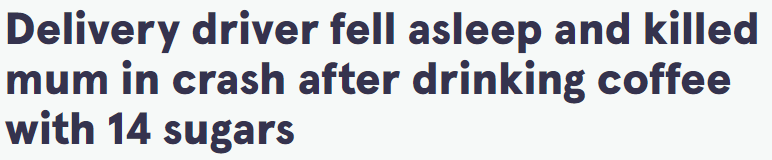 Delivery driver fell asleep and killed
mum in crash after drinking coffee
with 14 sugars